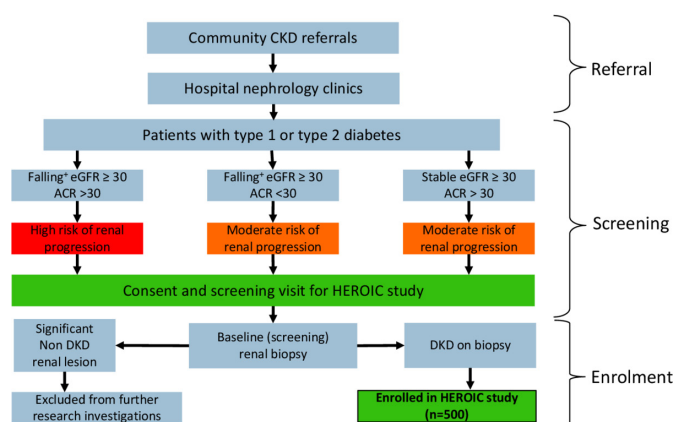 Community CKD referrals
Hospital nephrology clinics
Referral
Patients with type 1 or type 2 diabetes
Falling⁺ eGFR ≥ 30
ACR >30
Falling⁺ eGFR ≥ 30
ACR <30
Stable eGFR ≥ 30
ACR > 30
High risk of renal
progression
Moderate risk of
renal progression
Moderate risk of
renal progression
Screening
Consent and screening visit for HEROIC study
Significant
Non DKD
renal lesion
Baseline (screening)
renal biopsy
DKD on biopsy
Enrolment
Excluded from further
research investigations
Enrolled in HEROIC study
(n=500)